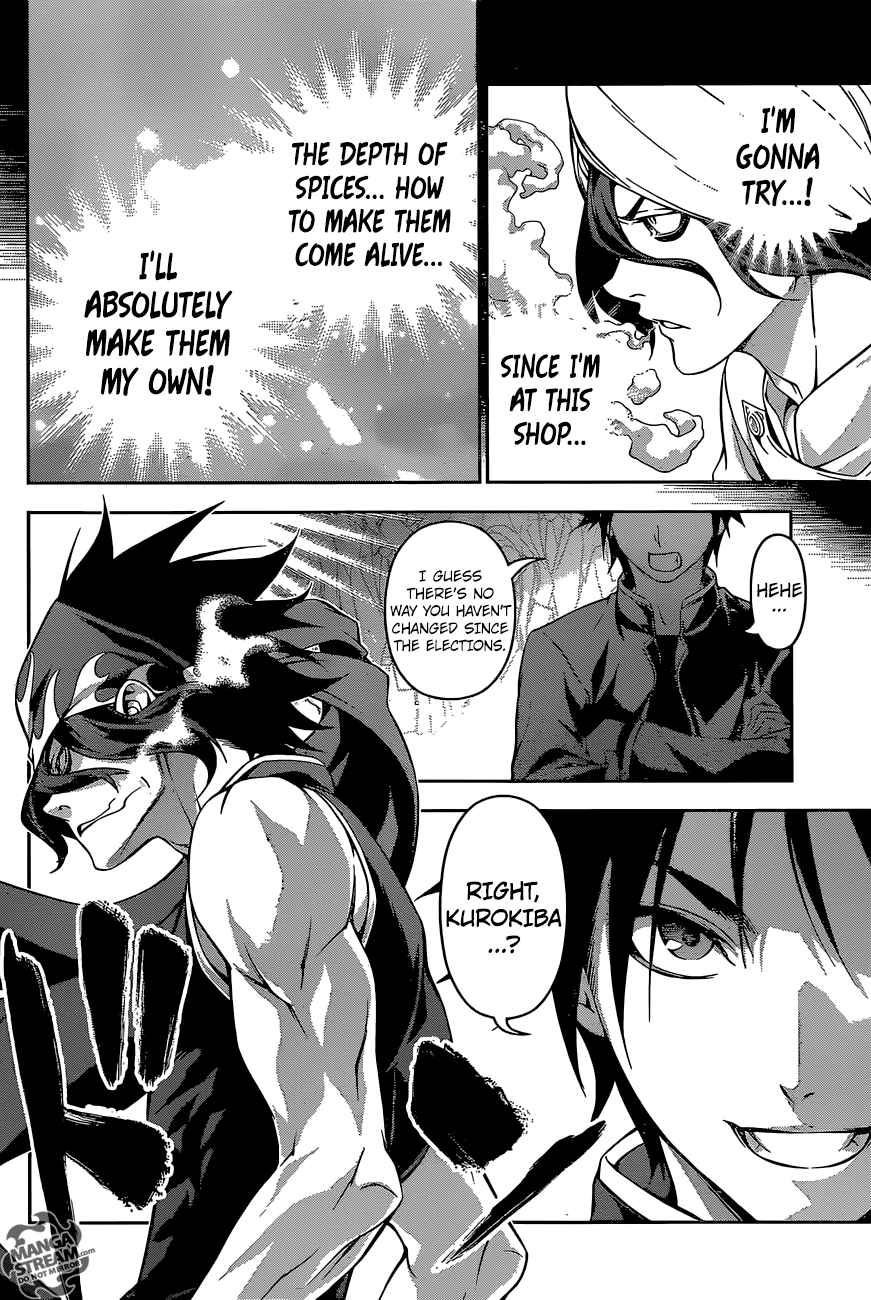 I'M
GONNA
TRY...!
SINCE I'M
AT THIS
SHOP...
THE DEPTH OF
SPICES... HOW
TO MAKE THEM
COME ALIVE...
I'LL
ABSOLUTELY
MAKE THEM
MY OWN!
HEHE
...
I GUESS
THERE'S NO
WAY YOU HAVEN'T
CHANGED SINCE
THE ELECTIONS.
RIGHT,
KUROKIBA
...?
ドン
MANGA
STREAM.com
DO NOT MIRROR!